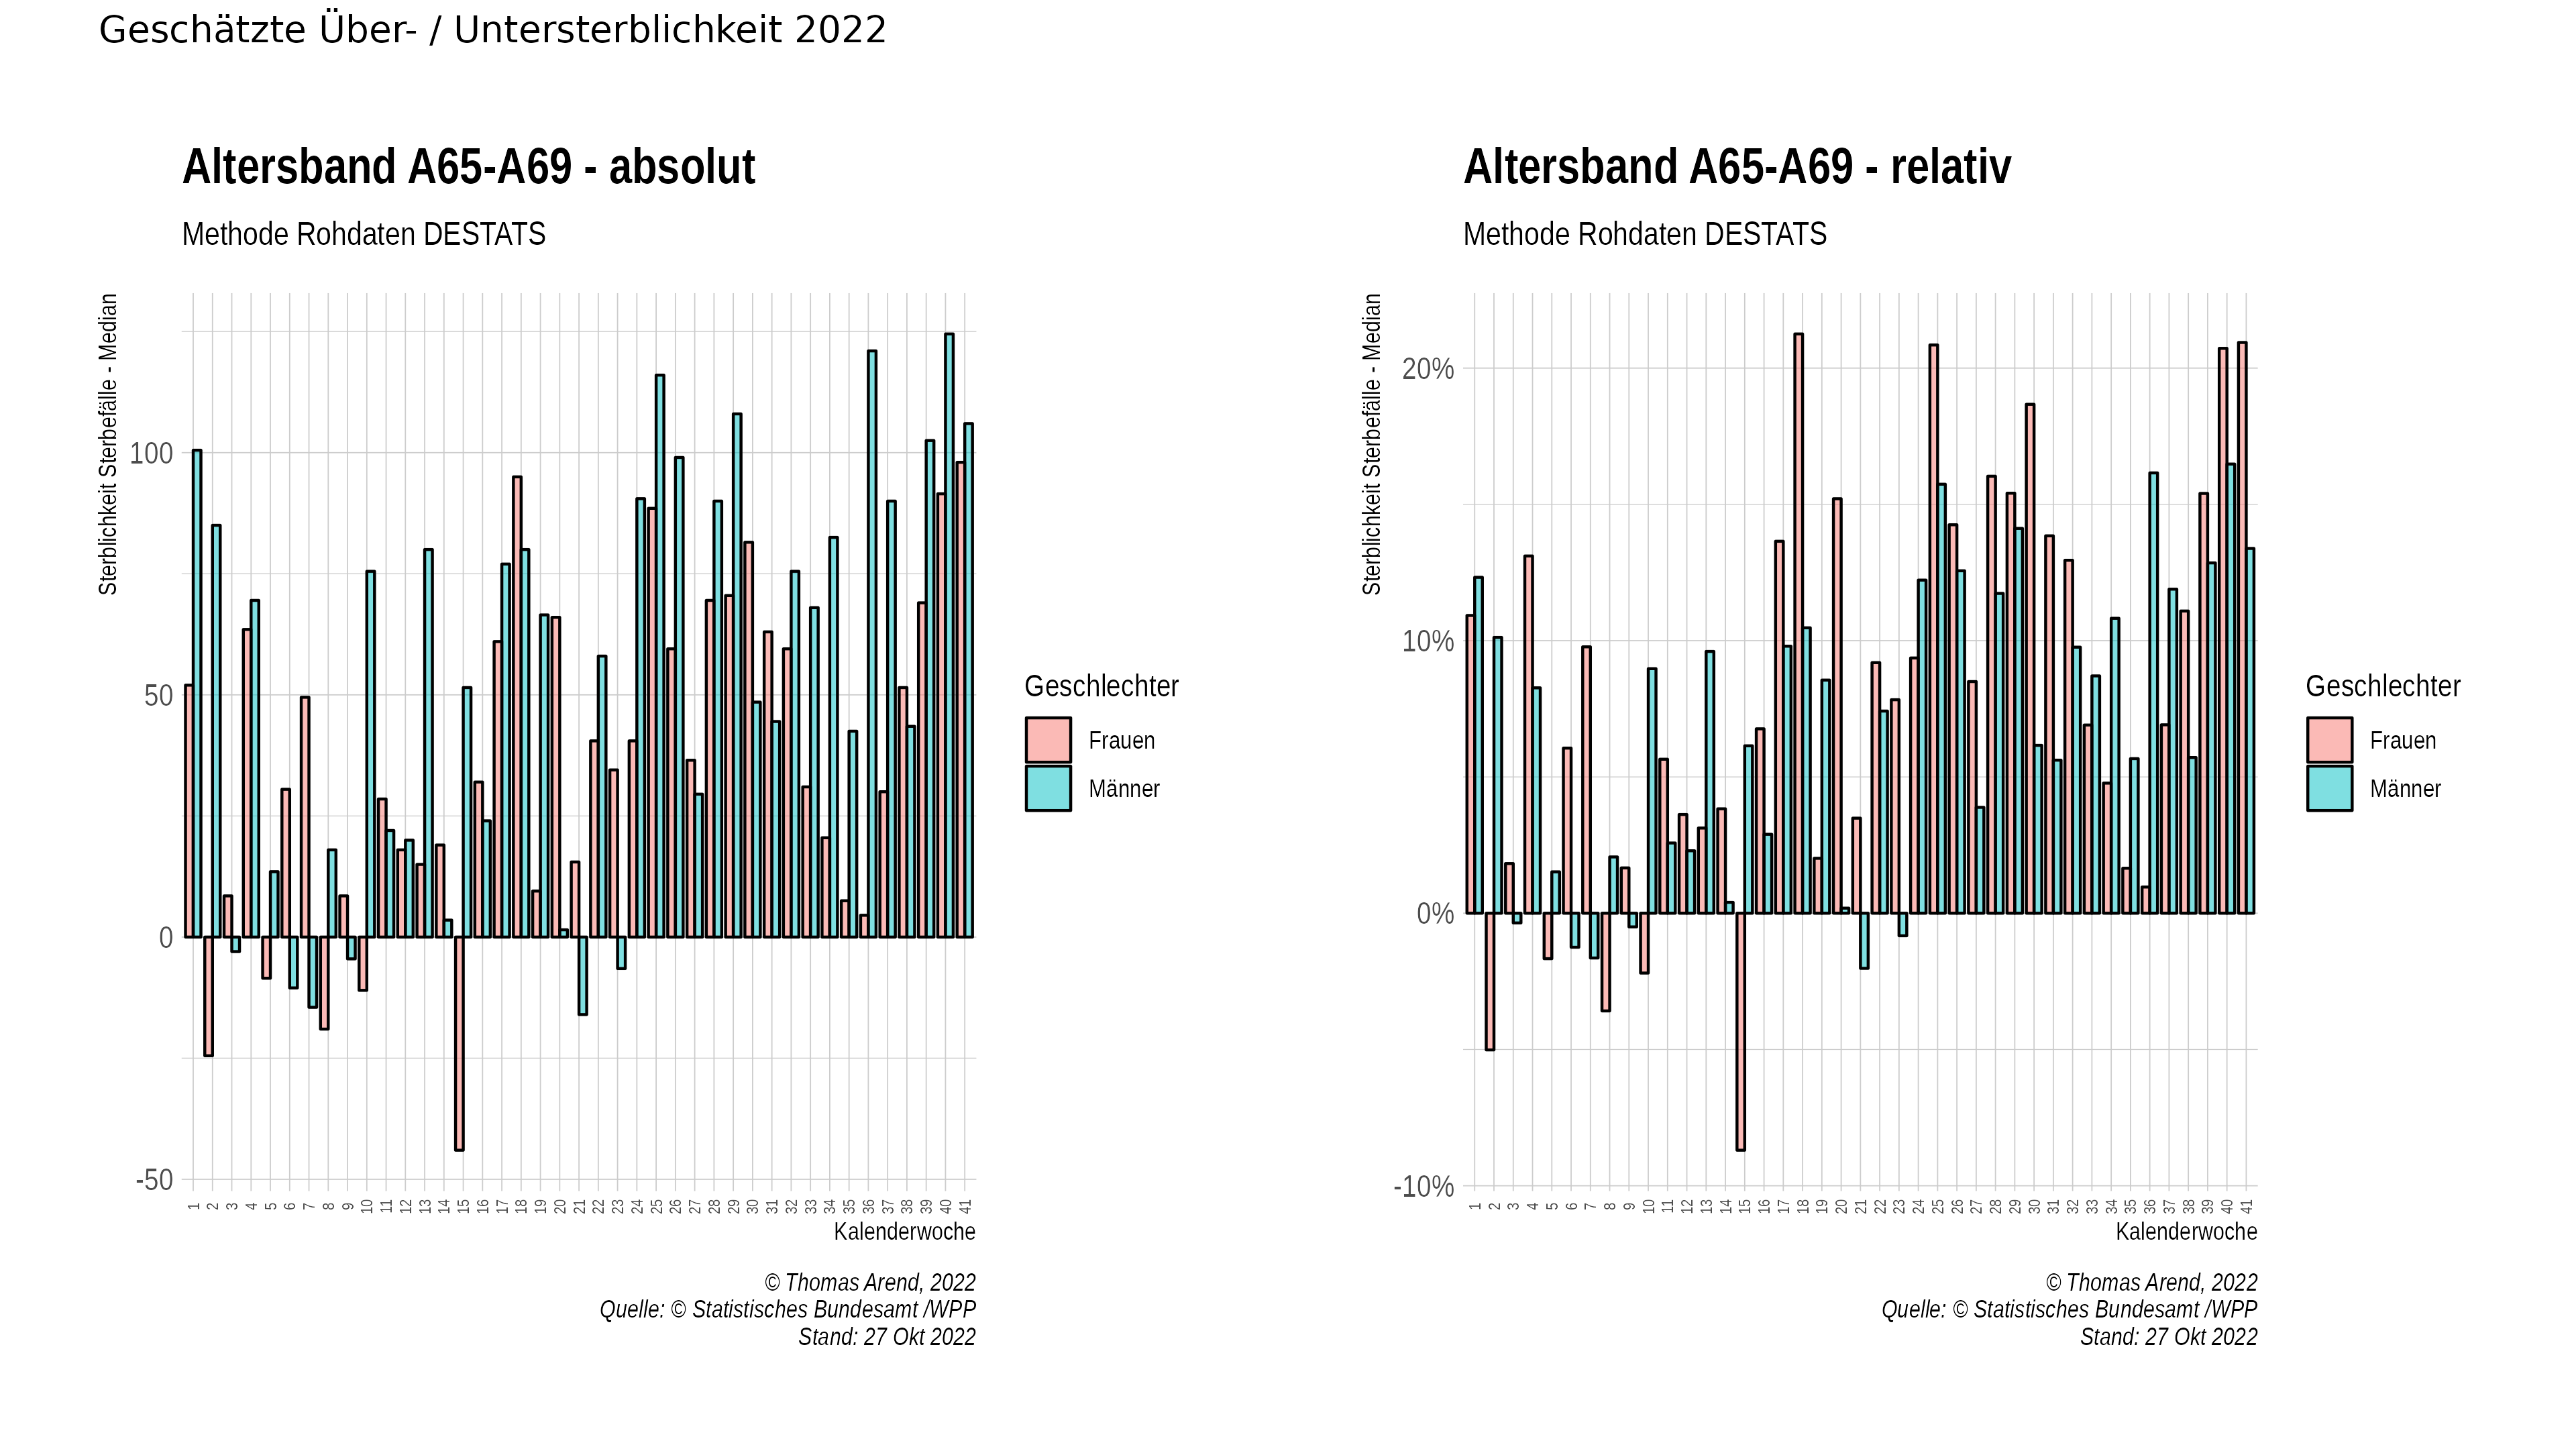 Geschätzte Über- / Untersterblichkeit 2022
Altersband A65-A69 - absolut
Methode Rohdaten DESTATS
Sterblichkeit Sterbefälle - Median
100
50
0
-50
1 2 3 4 5 6 7 8 9 10 11 12 13 14 15 16 17 18 19 20 21 22 23 24 25 26 27 28 29 30 31 32 33 34 35 36 37 38 39 40 41
Kalenderwoche
Geschlechter
Frauen
Männer
© Thomas Arend, 2022
Quelle: © Statistisches Bundesamt /WPP
Stand: 27 Okt 2022
Altersband A65-A69 - relativ
Methode Rohdaten DESTATS
Sterblichkeit Sterbefälle - Median
20%
10%
0%
-10%
1 2 3 4 5 6 7 8 9 10 11 12 13 14 15 16 17 18 19 20 21 22 23 24 25 26 27 28 29 30 31 32 33 34 35 36 37 38 39 40 41
Kalenderwoche
Geschlechter
Frauen
Männer
© Thomas Arend, 2022
Quelle: © Statistisches Bundesamt /WPP
Stand: 27 Okt 2022